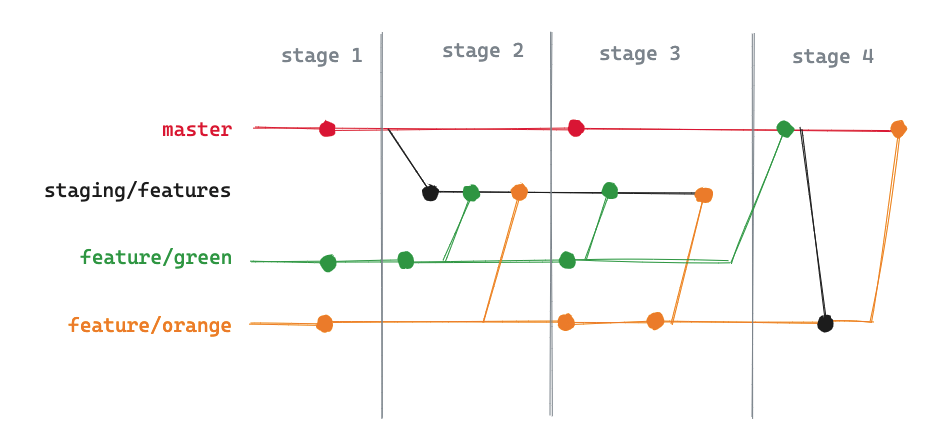 stage 1
stage 2
stage 3
stage 4
master
staging/features
feature/green
feature/orange